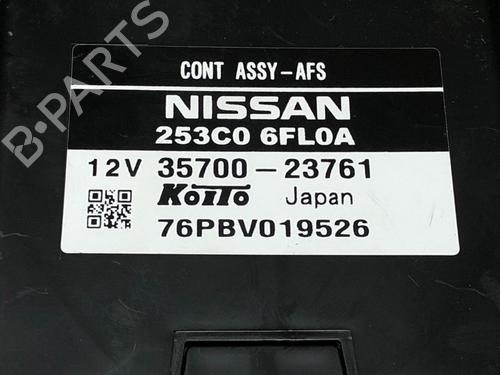 CONT ASSY-AFS
NISSAN
253C0 6FL0A
12V 35700-23761
KOITO Japan
76PBV019526
B-PARTS